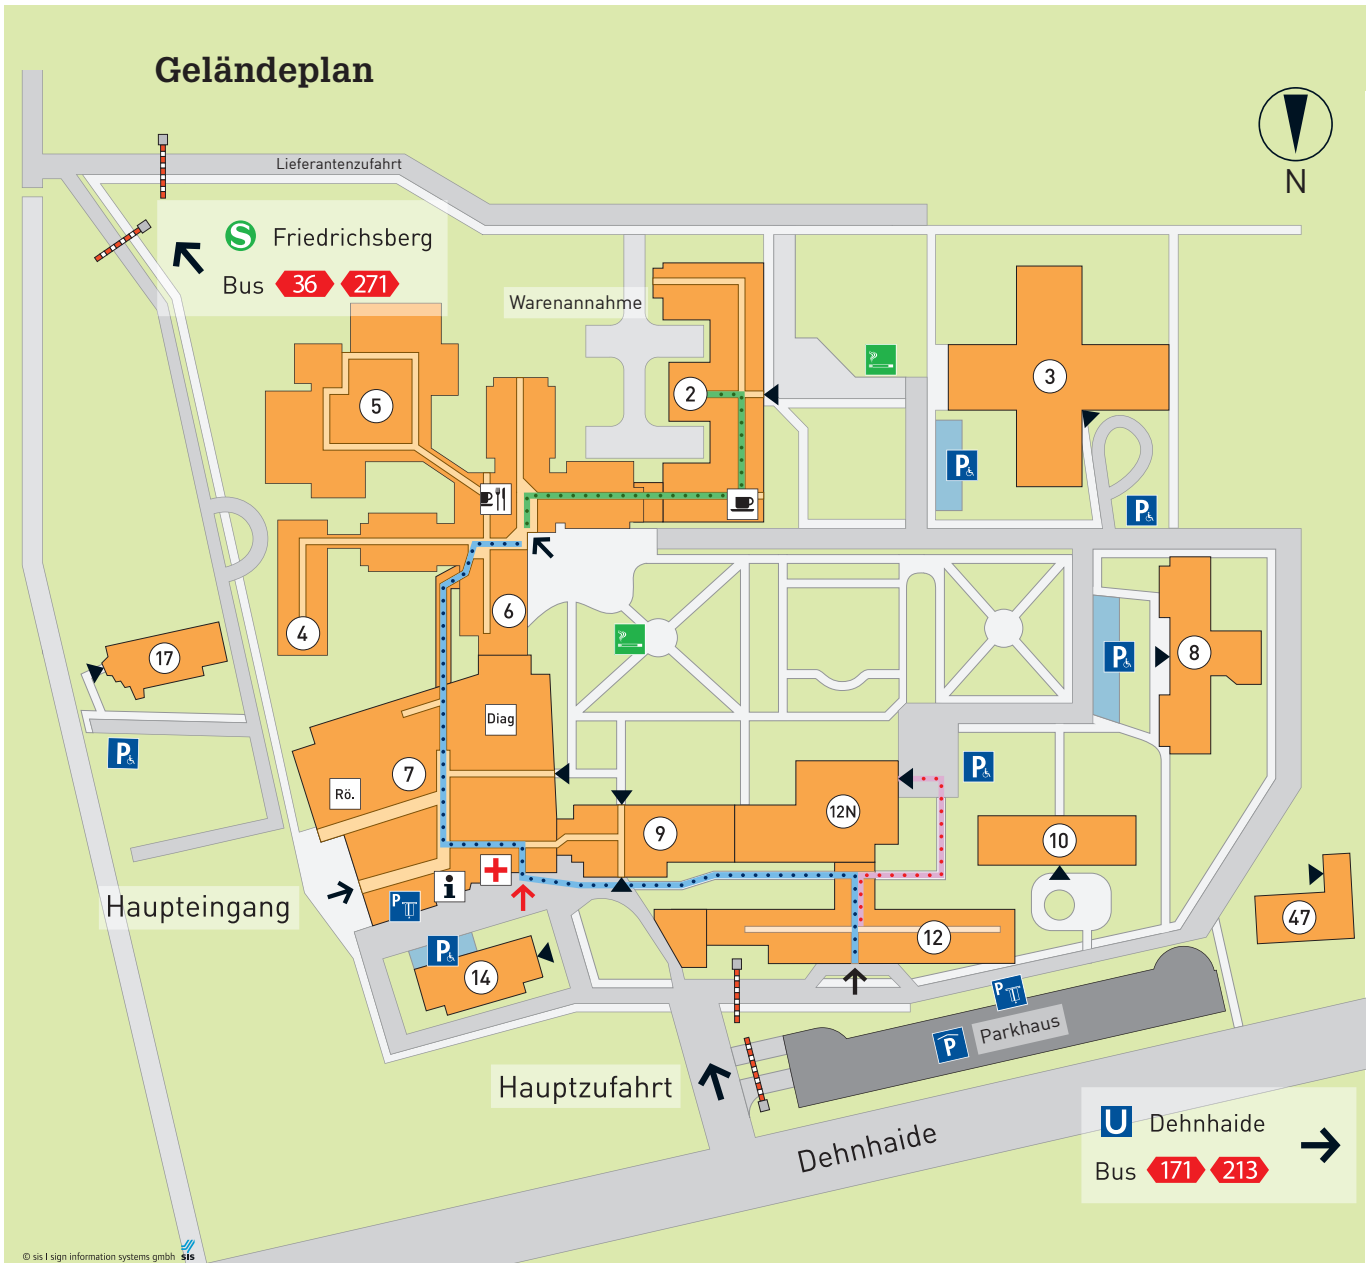 Geländeplan
N
Lieferantenzufahrt
S Friedrichsberg
Bus 36 271
Warenannahme
2
3
5
P
P
6
4
17
8
P
P
Diag
7
Rö.
P
12N
9
10
i
P
Haupteingang
47
12
P
14
P
Parkhaus
P
Hauptzufahrt
U Dehnhaide
Dehnhaide
Bus 171 213
© sis I sign information systems gmbh sis